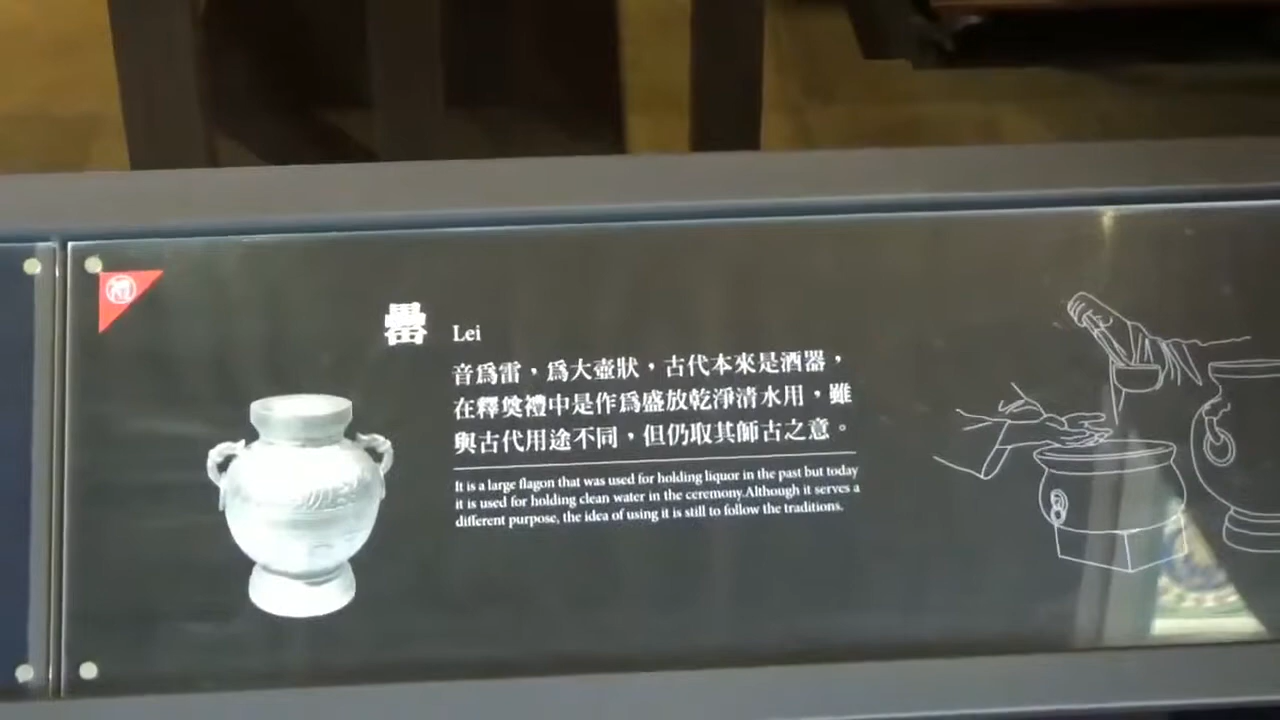 禮
罍 Lei
音爲雷,爲大壺狀,古代本來是酒器,
在釋奠禮中是作爲盛放乾淨清水用,雖
與古代用途不同,但仍取其師古之意。
It is a large flagon that was used for holding liquor in the past but today
it is used for holding clean water in the ceremony.Although it serves a
different purpose, the idea of using it is still to follow the traditions.